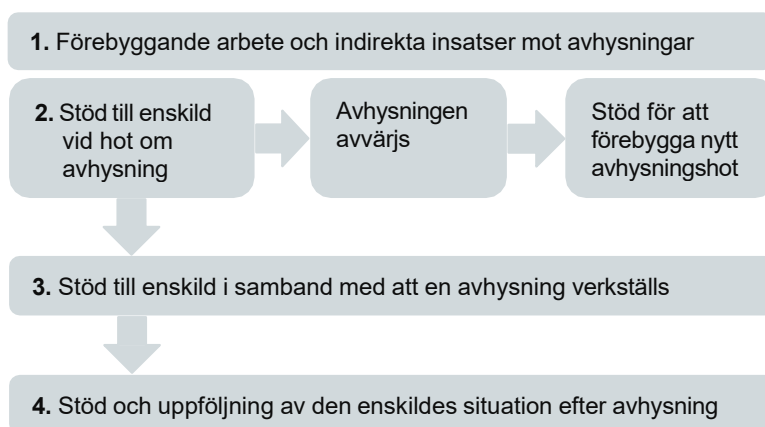 1. Förebyggande arbete och indirekta insatser mot avhysningar
2. Stöd till enskild
vid hot om
avhysning
Avhysningen
avvärjs
Stöd för att
förebygga nytt
avhysningshot
3. Stöd till enskild i samband med att en avhysning verkställs
4. Stöd och uppföljning av den enskildes situation efter avhysning